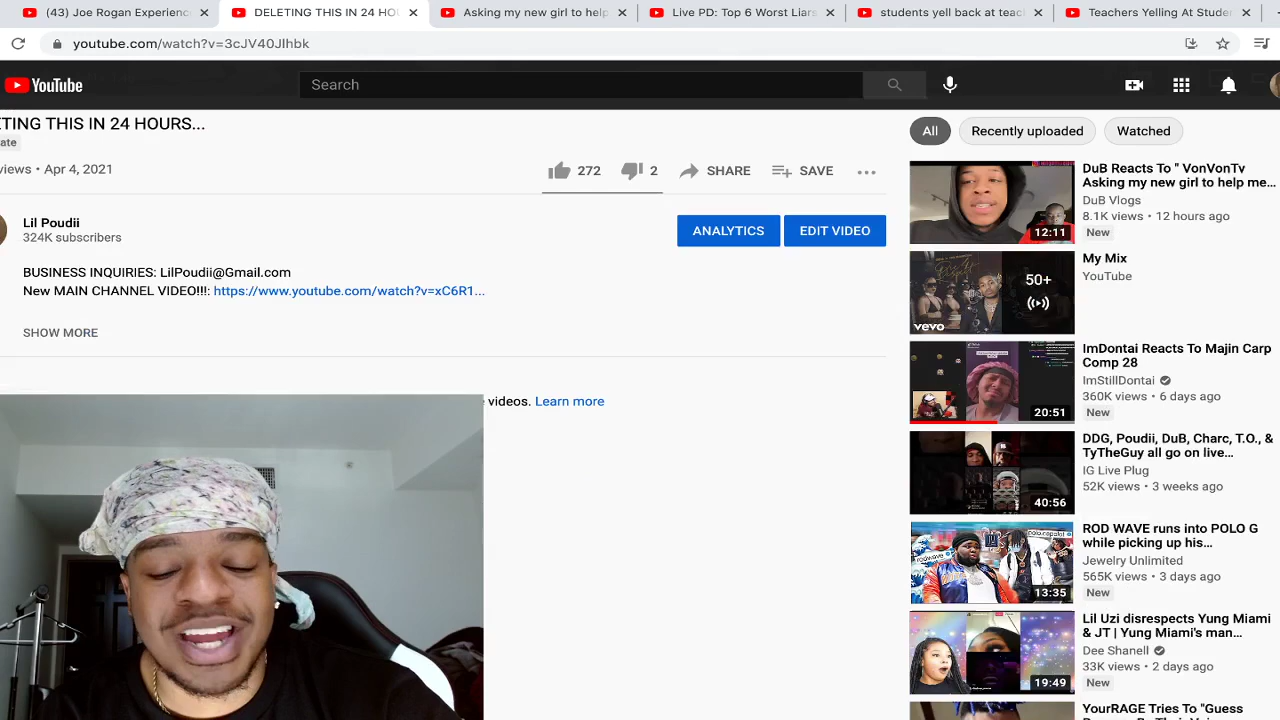 (43) Joe Rogan Experienc
DELETING THIS IN 24 HOUR
Asking my new girl to help
Live PD: Top 6 Worst Liars
students yell back at teac
Teachers Yelling At Stude
youtube.com/watch?v=3cJV40JIhbk
YouTube
Search
ETING THIS IN 24 HOURS...
ate
views • Apr 4, 2021
272
2
SHARE
SAVE
Lil Poudii
324K subscribers
ANALYTICS
EDIT VIDEO
BUSINESS INQUIRIES: LilPoudii@Gmail.com
New MAIN CHANNEL VIDEO!!!: https://www.youtube.com/watch?v=xC6R1...
SHOW MORE
videos. Learn more
All
Recently uploaded
Watched
DuB Reacts To " VonVonTv
Asking my new girl to help me...
DuB Vlogs
8.1K views • 12 hours ago
New
12:11
My Mix
YouTube
50+
vevo
ImDontai Reacts To Majin Carp
Comp 28
ImStillDontai
360K views • 6 days ago
New
20:51
DDG, Poudii, DuB, Charc, T.O., &
TyTheGuy all go on live...
IG Live Plug
52K views • 3 weeks ago
40:56
ROD WAVE runs into POLO G
while picking up his...
Jewelry Unlimited
565K views • 3 days ago
New
rodwave
polo.capalot
13:35
Lil Uzi disrespects Yung Miami
& JT | Yung Miami's man...
Dee Shanell
33K views • 2 days ago
New
19:49
YourRAGE Tries To "Guess